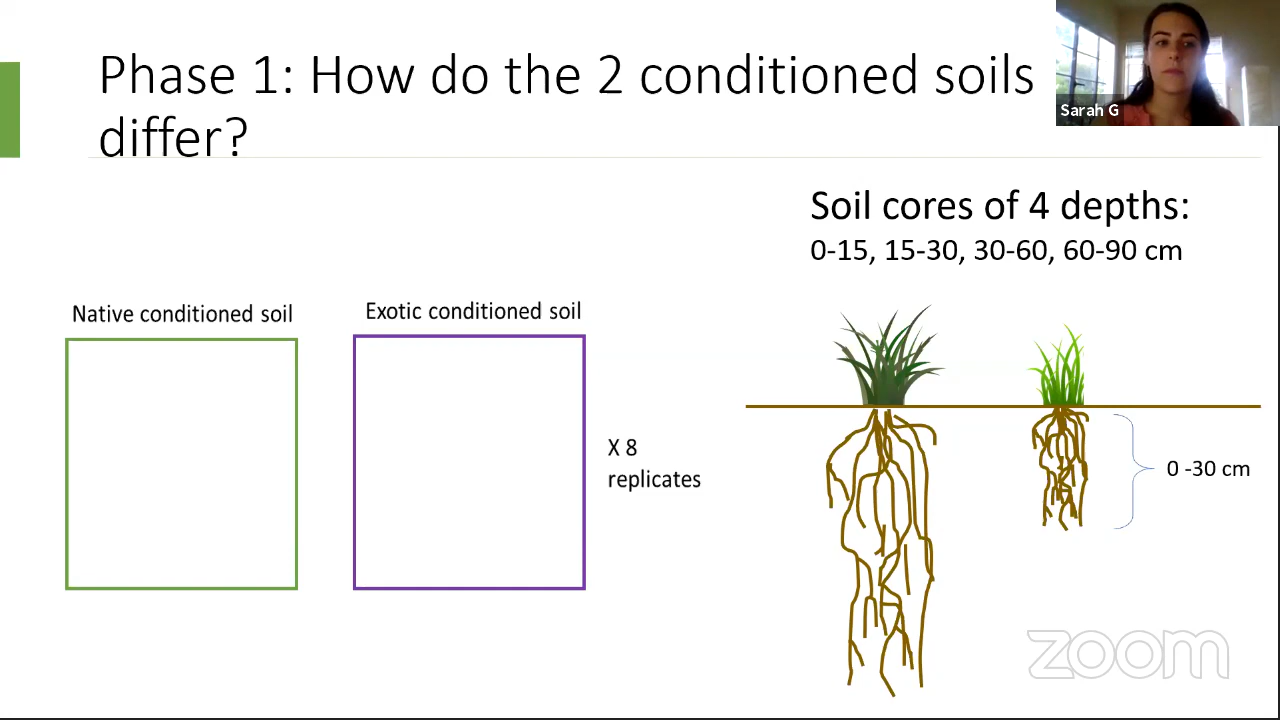 Phase 1: How do the 2 conditioned soils
differ?
Sarah G
Soil cores of 4 depths:
0-15, 15-30, 30-60, 60-90 cm
Native conditioned soil
Exotic conditioned soil
X 8
replicates
0 -30 cm
zoom